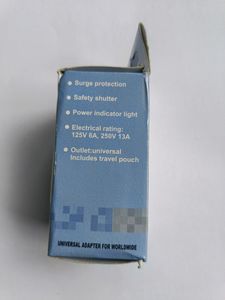 Surge protection
Safety shutter
Power indicator light
Electrical rating:
125V 6A, 250V 13A
Outlet:universal
Includes travel pouch
UNIVERSAL ADAPTER FOR WORLDWIDE